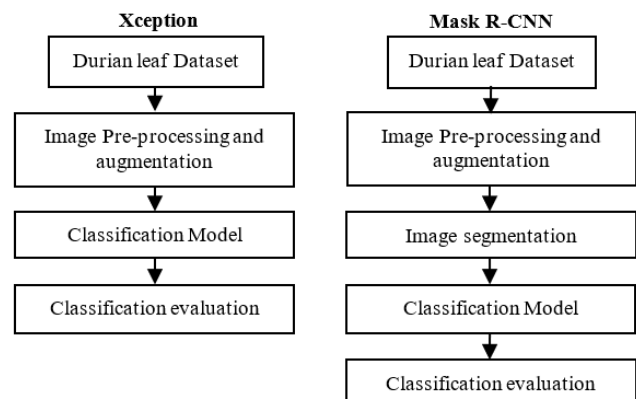 Xception
Durian leaf Dataset
Image Pre-processing and
augmentation
Classification Model
Classification evaluation
Mask R-CNN
Durian leaf Dataset
Image Pre-processing and
augmentation
Image segmentation
Classification Model
Classification evaluation